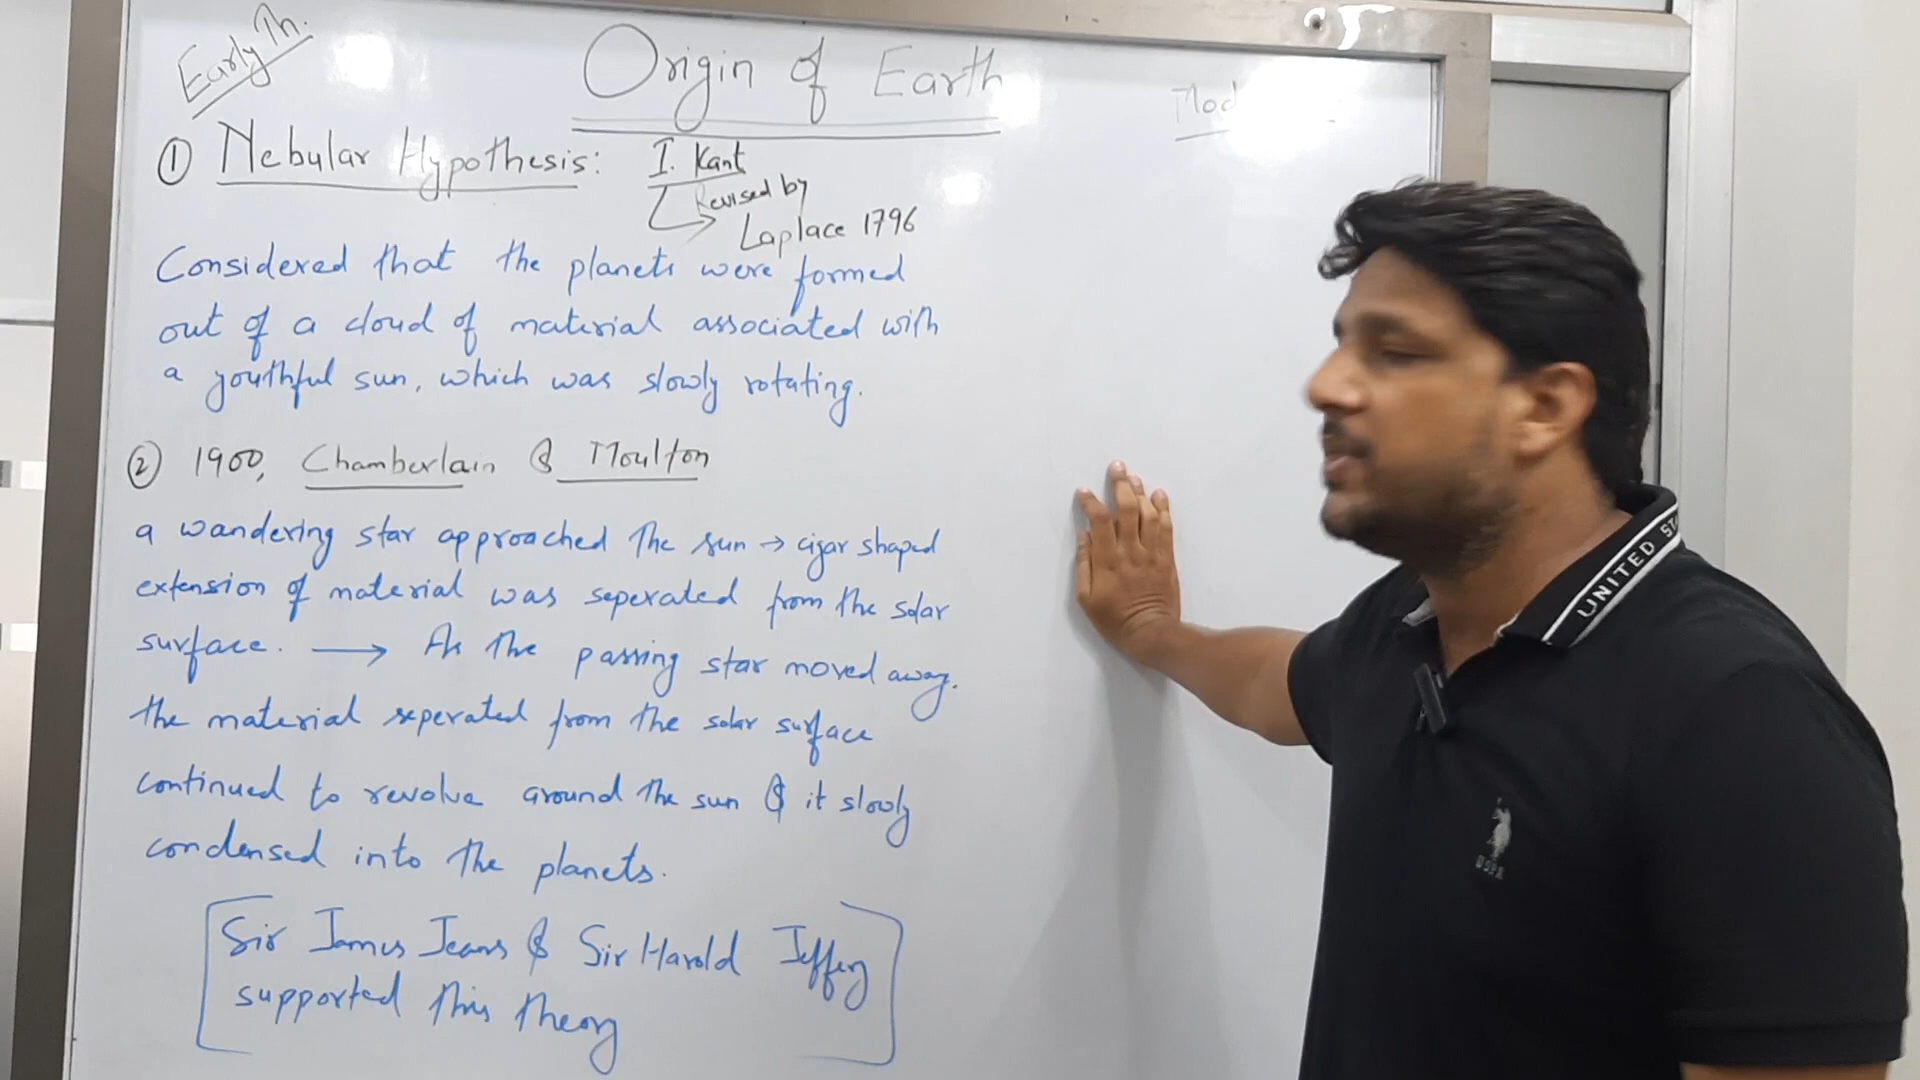 Early Th.
Origin of Earth
Mod
① Nebular Hypothesis: I. Kant
Revised by
Laplace 1796
Considered that the planets were formed
out of a cloud of material associated with
a youthful sun, which was slowly rotating.
② 1900, Chamberlain & Moulton
a wandering star approached the sun → cigar shaped
extension of material was seperated from the solar
surface. → As the passing star moved away.
the material seperated from the solar surface
continued to revolve around the sun & it slowly
condensed into the planets.
[Sir James Jeans & Sir Harold Jeffery
supported this theory]
UNITED ST
USPA